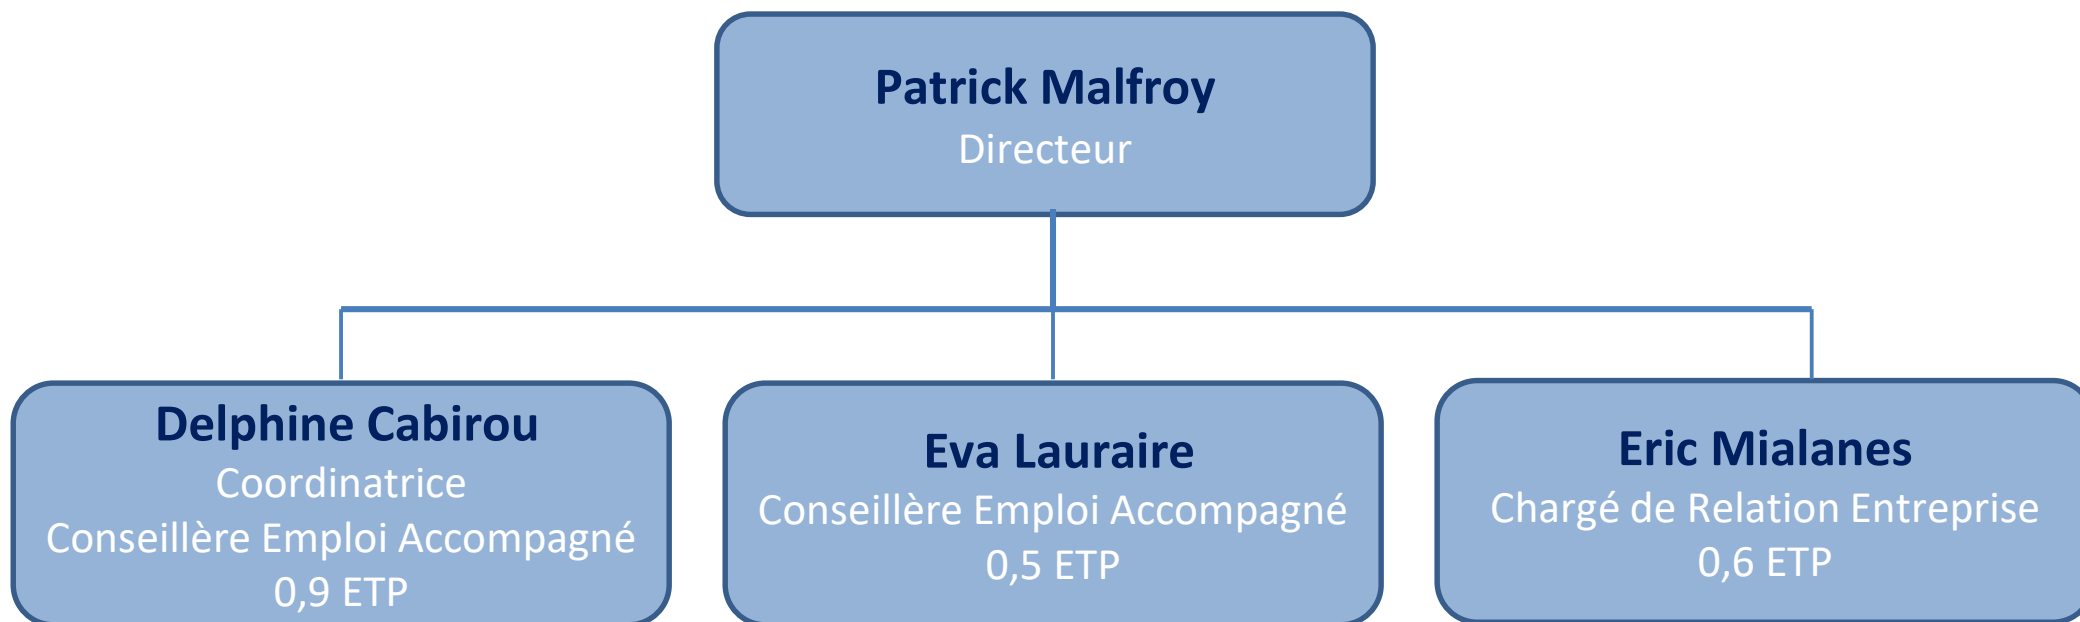 Patrick Malfroy
Directeur
Delphine Cabirou
Coordinatrice
Conseillère Emploi Accompagné
0,9 ETP
Eva Lauraire
Conseillère Emploi Accompagné
0,5 ETP
Eric Mialanes
Chargé de Relation Entreprise
0,6 ETP